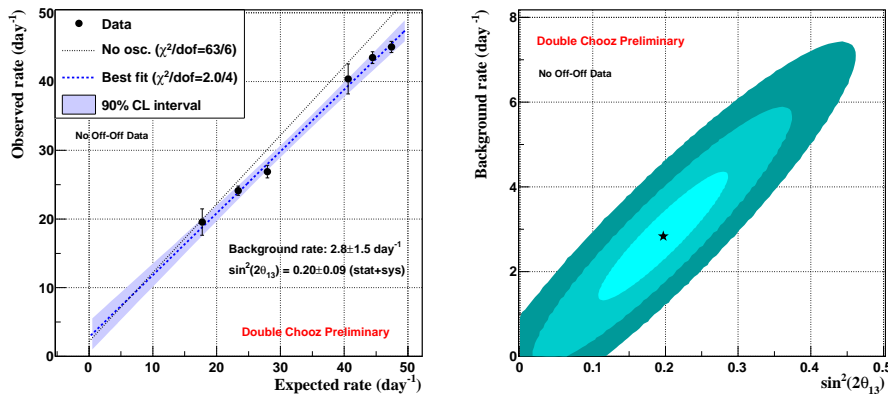 Observed rate (day⁻¹)
50
40
30
20
10
0
Data
No osc. (χ²/dof=63/6)
Best fit (χ²/dof=2.0/4)
90% CL interval
No Off-Off Data
Background rate: 2.8±1.5 day⁻¹
sin²(2θ₁₃) = 0.20±0.09 (stat+sys)
Double Chooz Preliminary
0 10 20 30 40 50
Expected rate (day⁻¹)
Background rate (day⁻¹)
8
6
4
2
0
Double Chooz Preliminary
No Off-Off Data
0 0.1 0.2 0.3 0.4 0.5
sin²(2θ₁₃)